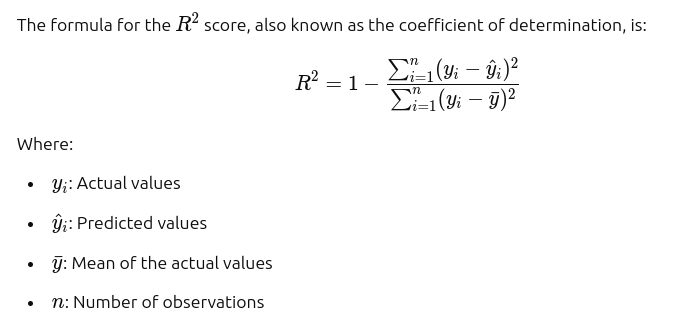 The formula for the R² score, also known as the coefficient of determination, is:
R² = 1 − \frac{\sum_{i=1}^{n}(y_i − \hat{y}_i)^2}{\sum_{i=1}^{n}(y_i − \bar{y})^2}
Where:
• y_i: Actual values
• \hat{y}_i: Predicted values
• \bar{y}: Mean of the actual values
• n: Number of observations